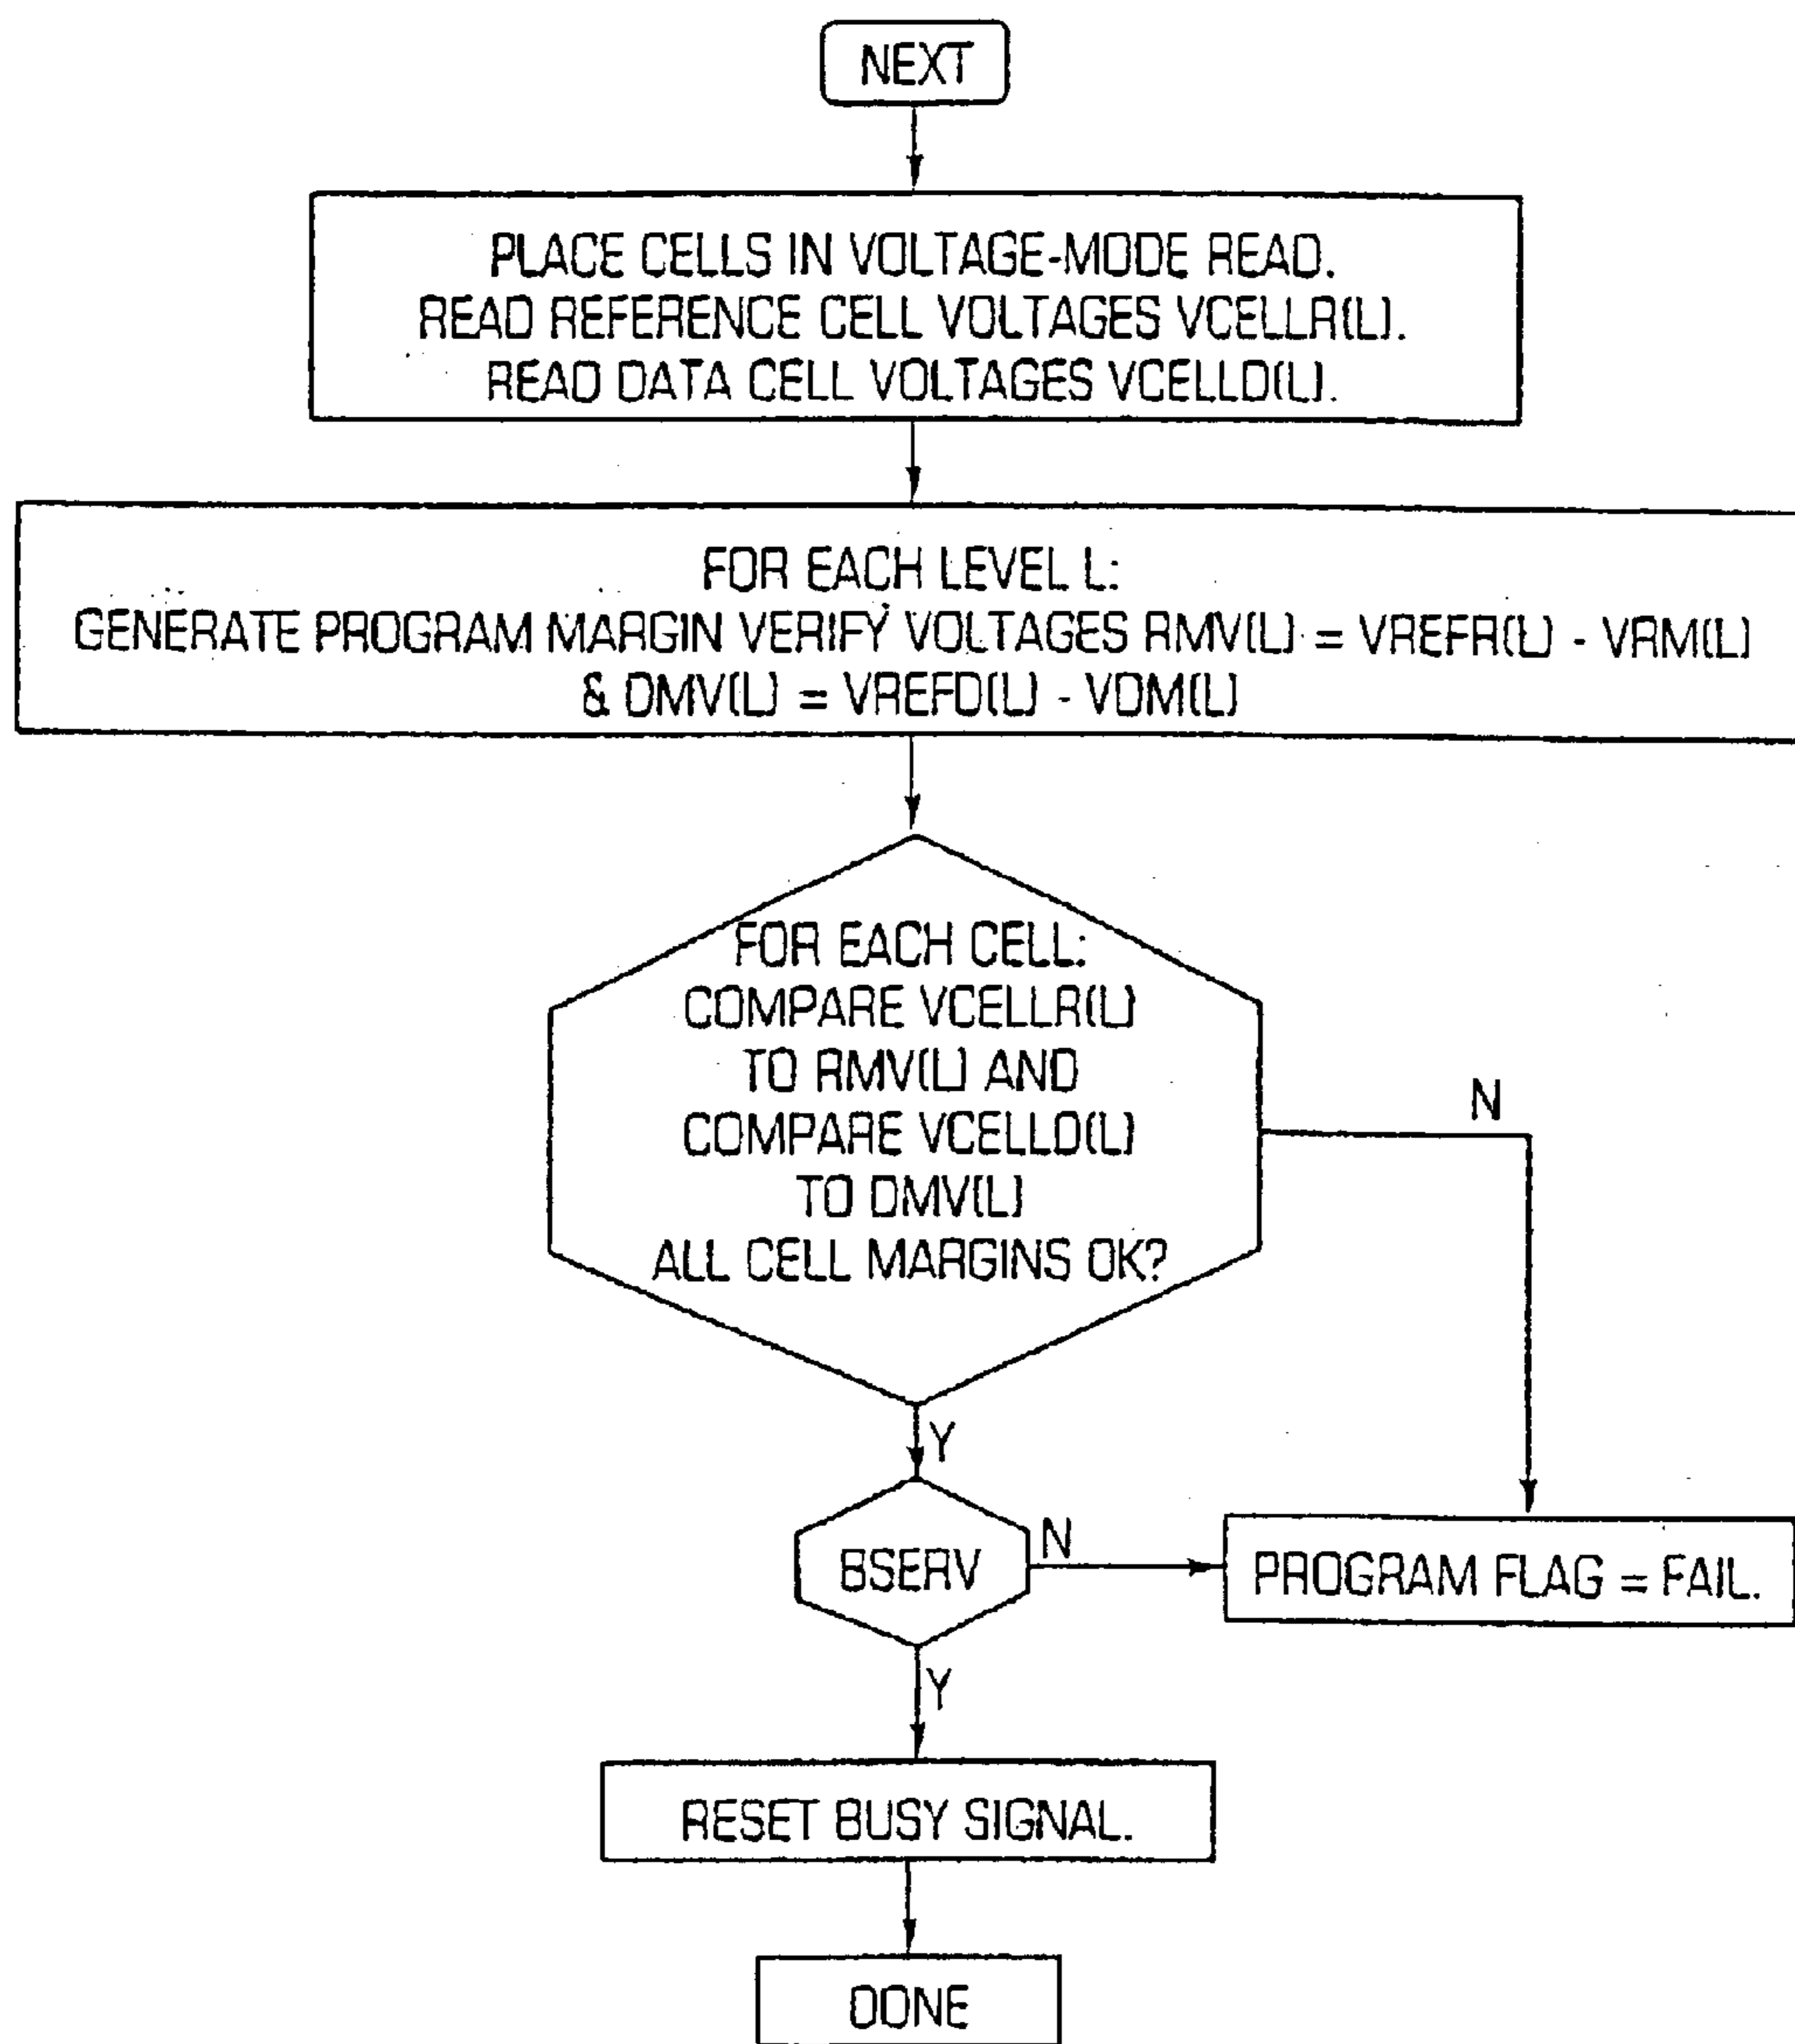 NEXT
PLACE CELLS IN VOLTAGE-MODE READ.
READ REFERENCE CELL VOLTAGES VCELLR(L).
READ DATA CELL VOLTAGES VCELLD(L).
FOR EACH LEVEL L:
GENERATE PROGRAM MARGIN VERIFY VOLTAGES RMV(L) = VREFR(L) - VRM(L)
& DMV(L) = VREFD(L) - VDM(L)
FOR EACH CELL:
COMPARE VCELLR(L)
TO RMV(L) AND
COMPARE VCELLD(L)
TO DMV(L)
ALL CELL MARGINS OK?
N
Y
BSERV
N
PROGRAM FLAG = FAIL.
Y
RESET BUSY SIGNAL.
DONE